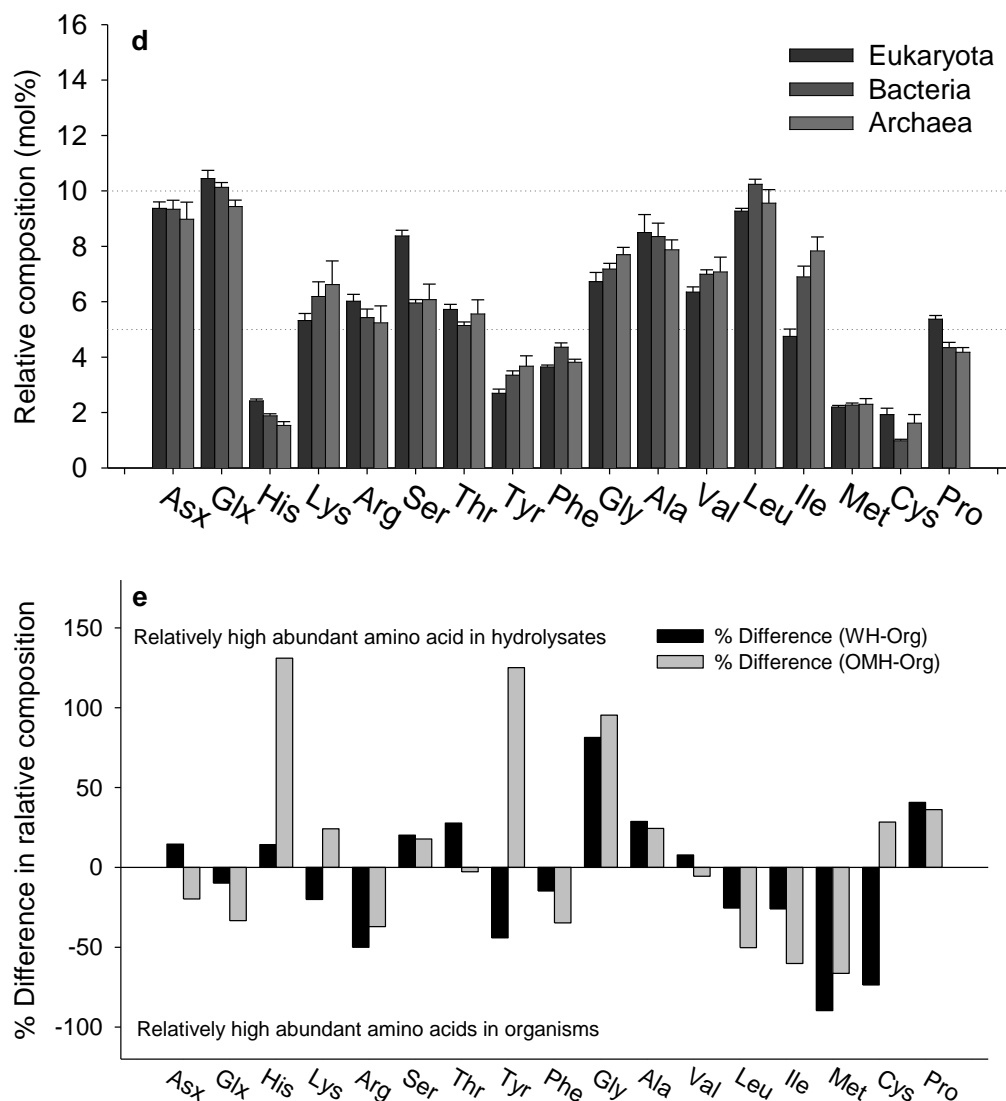 d
Eukaryota
Bacteria
Archaea
Relative composition (mol%)
16
14
12
10
8
6
4
2
0
Asx Glx His Lys Arg Ser Thr Tyr Phe Gly Ala Val Leu Ile Met Cys Pro
e
Relatively high abundant amino acid in hydrolysates
% Difference (WH-Org)
% Difference (OMH-Org)
% Difference in ralative composition
150
100
50
0
-50
-100
Relatively high abundant amino acids in organisms
Asx Glx His Lys Arg Ser Thr Tyr Phe Gly Ala Val Leu Ile Met Cys Pro